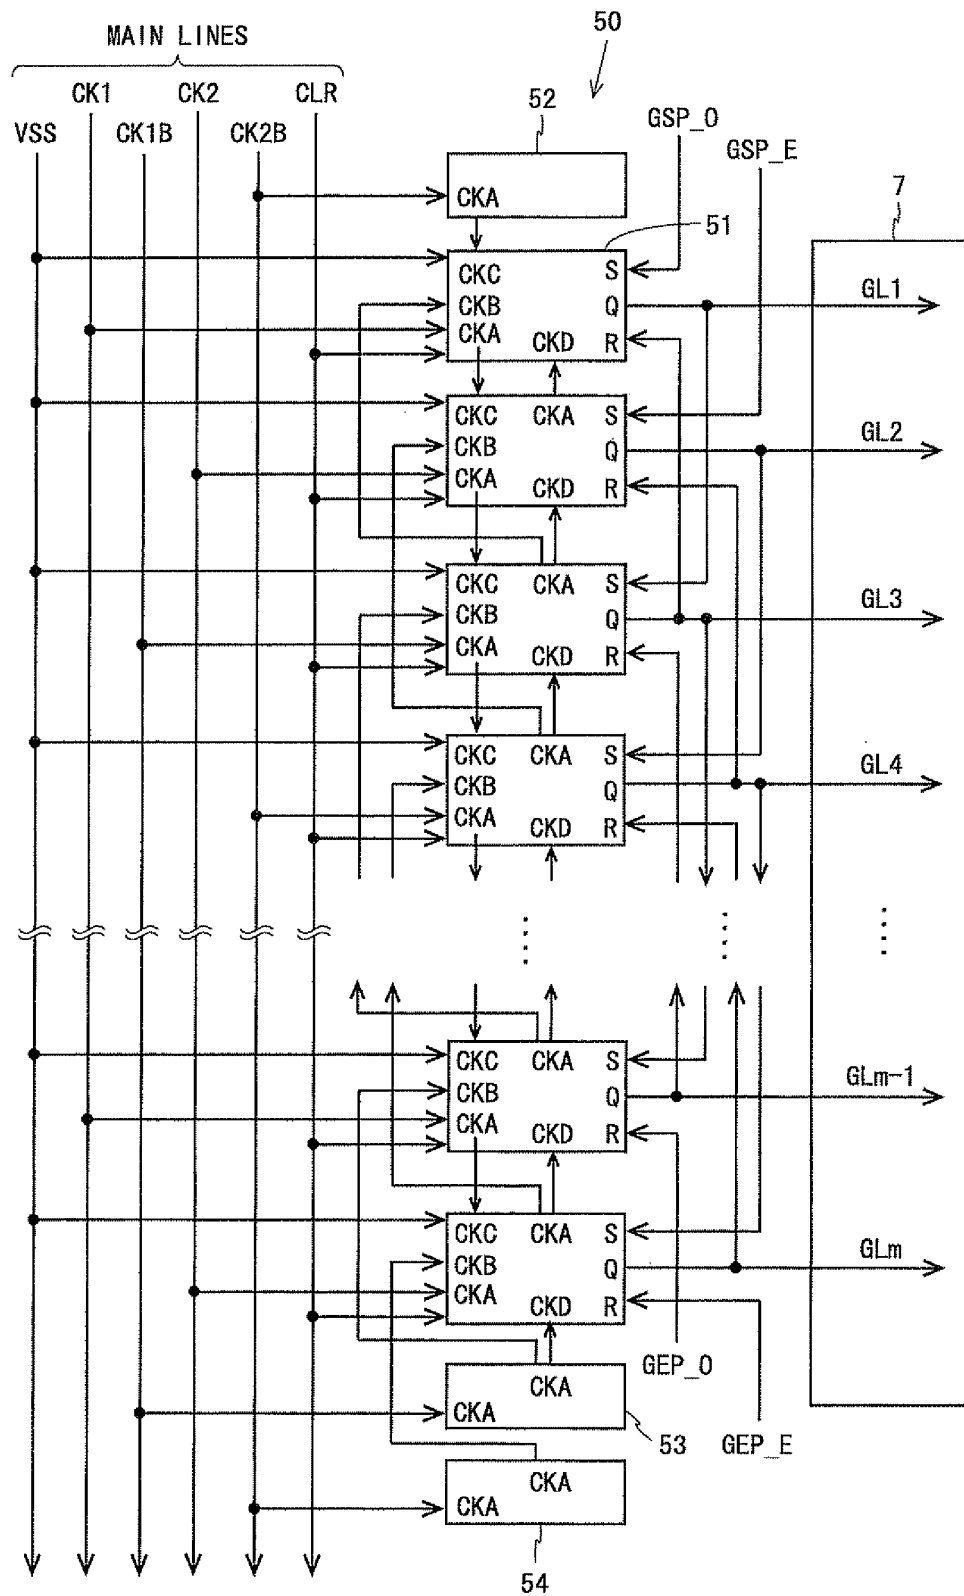 50
MAIN LINES
CK1 CK2 CLR
VSS CK1B CK2B
52
GSP_O
GSP_E
7
CKA
51
CKC S
CKB Q GL1
CKA CKD R
CKC CKA S
CKB Q GL2
CKA CKD R
CKC CKA S
CKB Q GL3
CKA CKD R
CKC CKA S
CKB Q GL4
CKA CKD R
CKC CKA S
CKB Q GLm-1
CKA CKD R
CKC CKA S
CKB Q GLm
CKA CKD R
GEP_O
CKA
CKA
53 GEP_E
CKA
CKA
54